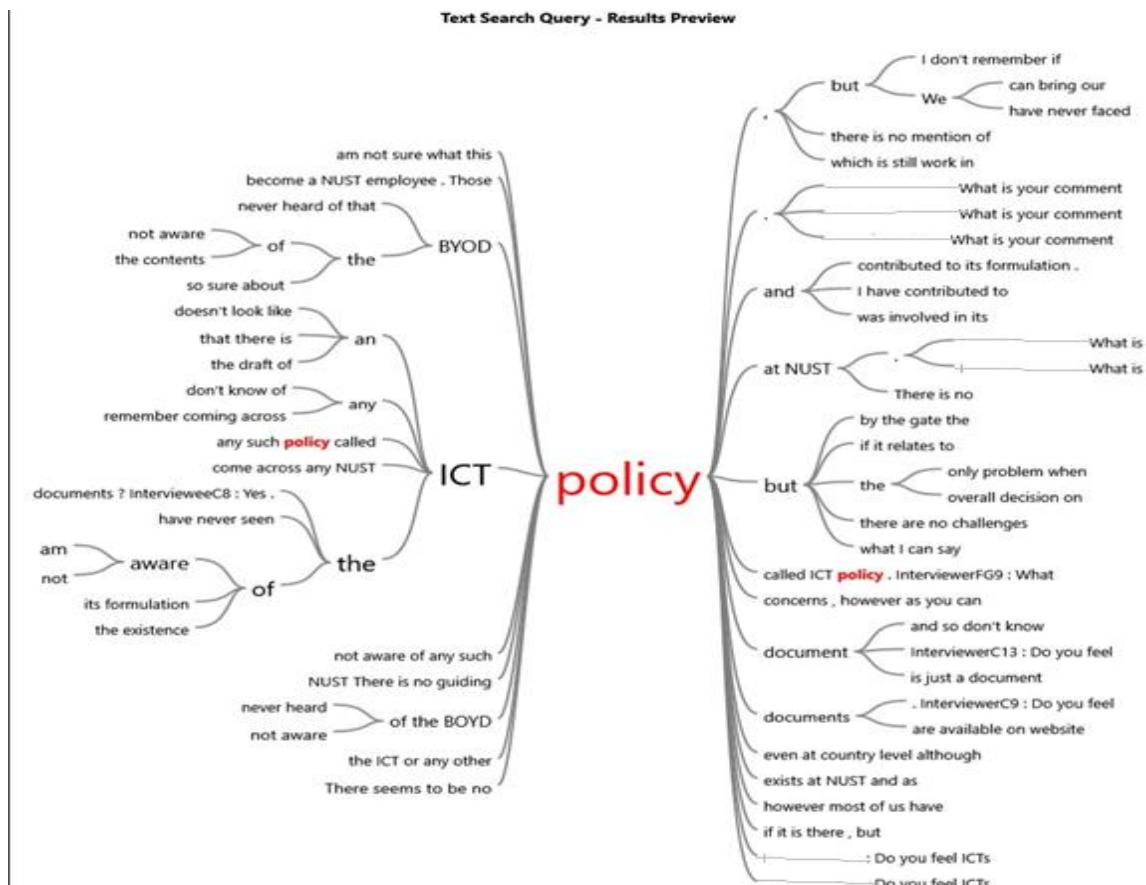 Text Search Query - Results Preview
am not sure what this
become a NUST employee . Those
never heard of that
BYOD
not aware
the contents
of
the
so sure about
doesn't look like
that there is
the draft of
an
don't know of
remember coming across
any
any such policy called
come across any NUST
ICT
documents ? IntervieweeC8 : Yes .
have never seen
the
am
not
aware
its formulation
the existence
of
not aware of any such
NUST There is no guiding
never heard
not aware
of the BOYD
the ICT or any other
There seems to be no
policy
,
but
I don't remember if
We
can bring our
have never faced
there is no mention of
which is still work in
.
What is your comment
What is your comment
What is your comment
and
contributed to its formulation .
I have contributed to
was involved in its
at NUST
.
What is
What is
There is no
but
by the gate the
if it relates to
the
only problem when
overall decision on
there are no challenges
what I can say
called ICT policy . InterviewerFG9 : What
concerns , however as you can
document
and so don't know
InterviewerC13 : Do you feel
is just a document
documents
. InterviewerC9 : Do you feel
are available on website
even at country level although
exists at NUST and as
however most of us have
if it is there , but
: Do you feel ICTs
Do you feel ICTs